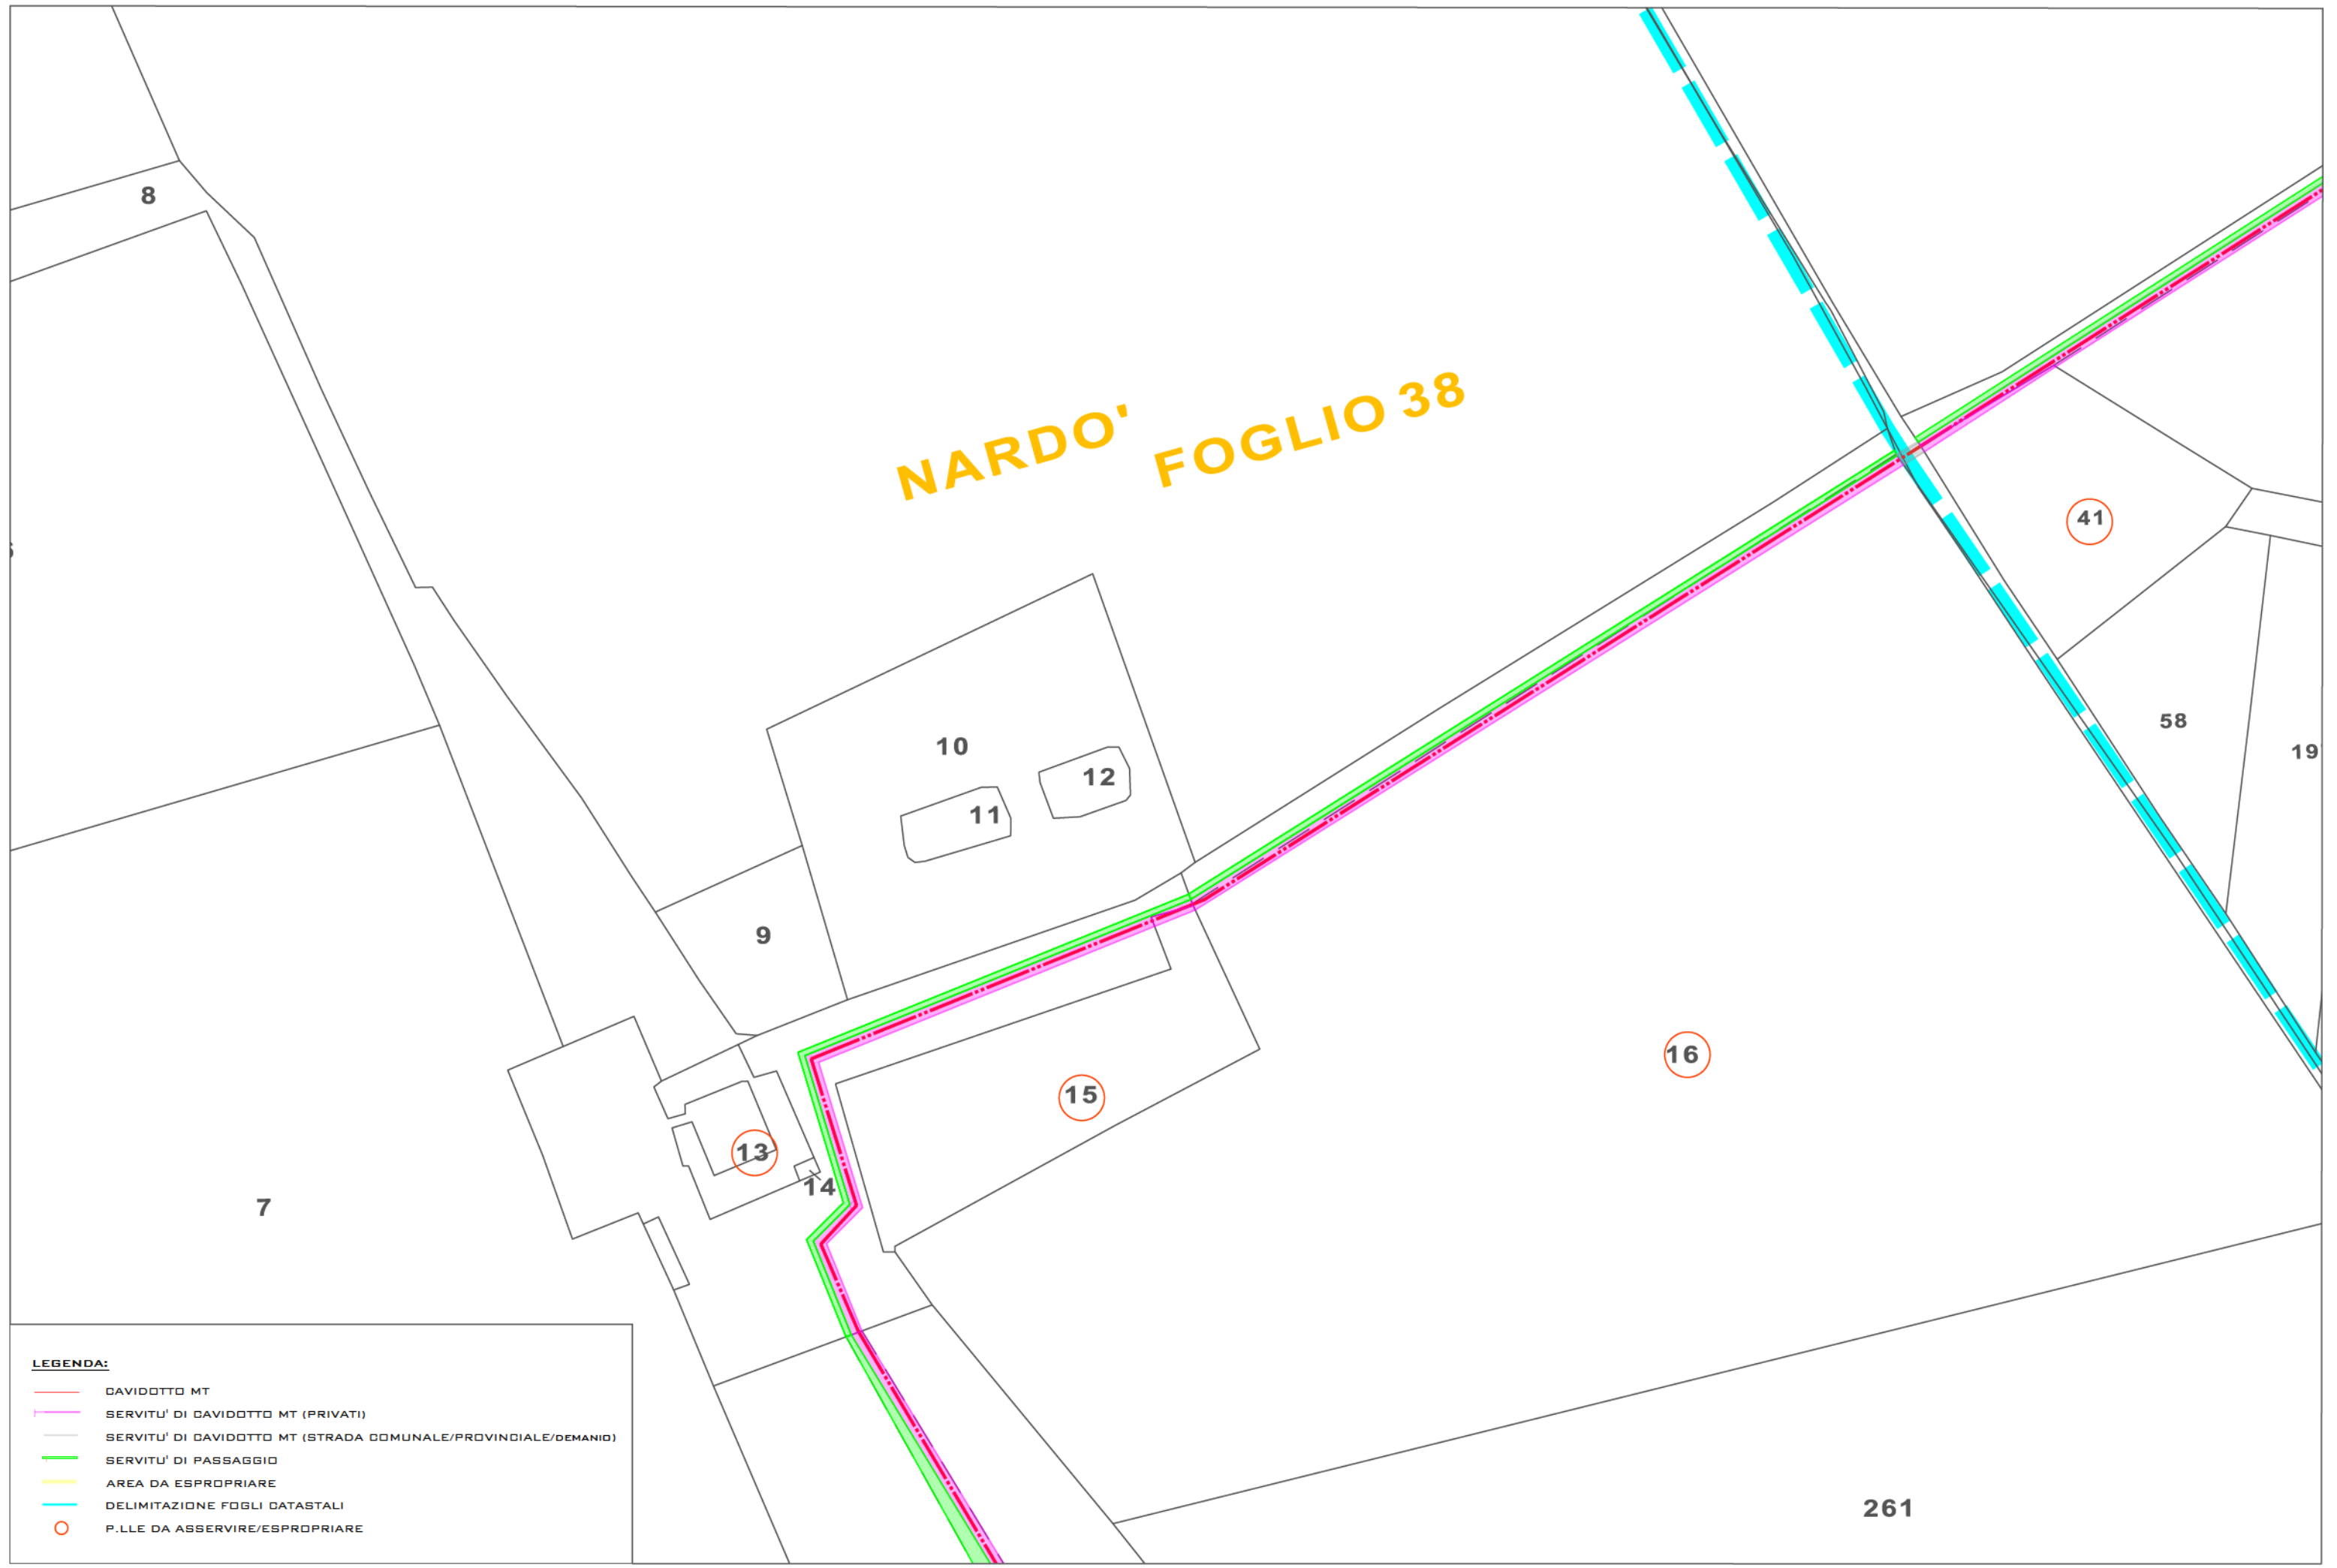 8
NARDO' FOGLIO 38
41
58
19
10
12
11
9
16
15
13
14
7
261
LEGENDA:
CAVIDOTTO MT
SERVITU' DI CAVIDOTTO MT (PRIVATI)
SERVITU' DI CAVIDOTTO MT (STRADA COMUNALE/PROVINCIALE/DEMANIO)
SERVITU' DI PASSAGGIO
AREA DA ESPROPRIARE
DELIMITAZIONE FOGLI CATASTALI
P.LLE DA ASSERVIRE/ESPROPRIARE